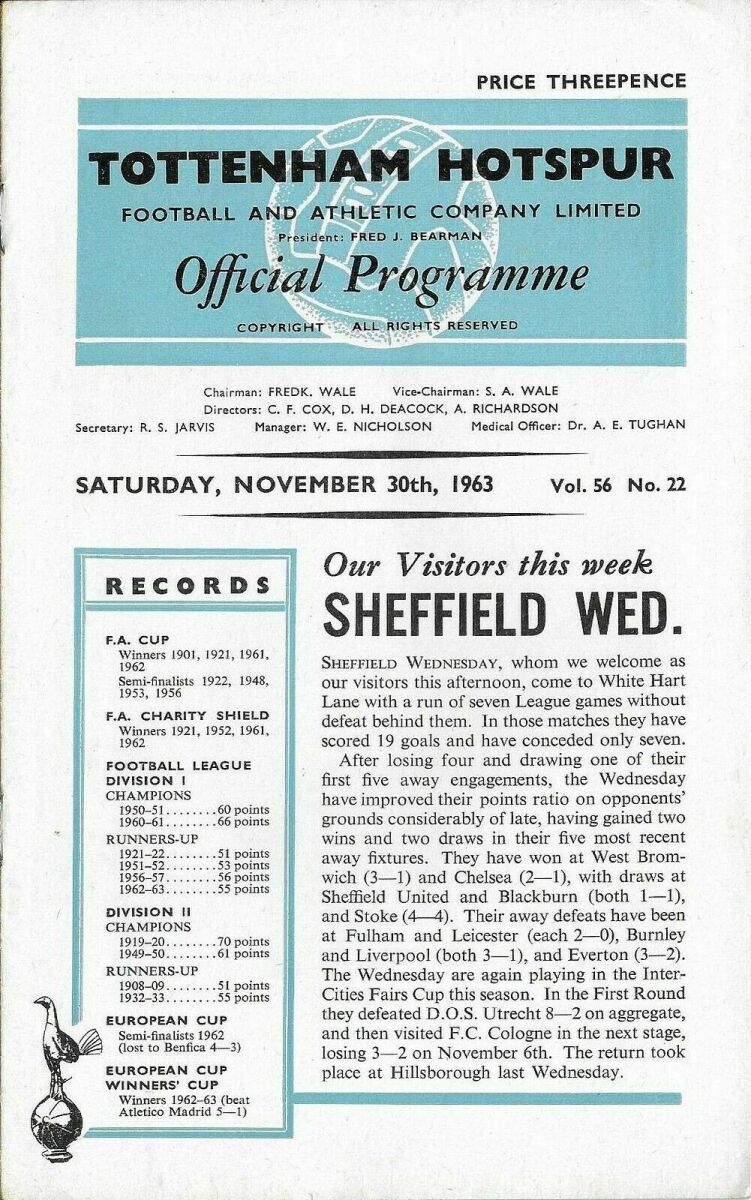 PRICE THREEPENCE
TOTTENHAM HOTSPUR
FOOTBALL AND ATHLETIC COMPANY LIMITED
President: FRED J. BEARMAN
Official Programme
COPYRIGHT ALL RIGHTS RESERVED
Chairman: FREDK. WALE Vice-Chairman: S. A. WALE
Directors: C. F. COX, D. H. DEACOCK, A. RICHARDSON
Secretary: R. S. JARVIS Manager: W. E. NICHOLSON Medical Officer: Dr. A. E. TUGHAN
SATURDAY, NOVEMBER 30th, 1963 Vol. 56 No. 22
RECORDS
F.A. CUP
Winners 1901, 1921, 1961,
1962
Semi-finalists 1922, 1948,
1953, 1956
F.A. CHARITY SHIELD
Winners 1921, 1952, 1961,
1962
FOOTBALL LEAGUE
DIVISION I
CHAMPIONS
1950–51........60 points
1960–61........66 points
RUNNERS-UP
1921–22........51 points
1951–52........53 points
1956–57........56 points
1962–63........55 points
DIVISION II
CHAMPIONS
1919–20........70 points
1949–50........61 points
RUNNERS-UP
1908–09........51 points
1932–33........55 points
EUROPEAN CUP
Semi-finalists 1962
(lost to Benfica 4—3)
EUROPEAN CUP
WINNERS' CUP
Winners 1962–63 (beat
Atletico Madrid 5—1)
Our Visitors this week
SHEFFIELD WED.
SHEFFIELD WEDNESDAY, whom we welcome as
our visitors this afternoon, come to White Hart
Lane with a run of seven League games without
defeat behind them. In those matches they have
scored 19 goals and have conceded only seven.
After losing four and drawing one of their
first five away engagements, the Wednesday
have improved their points ratio on opponents'
grounds considerably of late, having gained two
wins and two draws in their five most recent
away fixtures. They have won at West Brom-
wich (3—1) and Chelsea (2—1), with draws at
Sheffield United and Blackburn (both 1—1),
and Stoke (4—4). Their away defeats have been
at Fulham and Leicester (each 2—0), Burnley
and Liverpool (both 3—1), and Everton (3—2).
The Wednesday are again playing in the Inter-
Cities Fairs Cup this season. In the First Round
they defeated D.O.S. Utrecht 8—2 on aggregate,
and then visited F.C. Cologne in the next stage,
losing 3—2 on November 6th. The return took
place at Hillsborough last Wednesday.